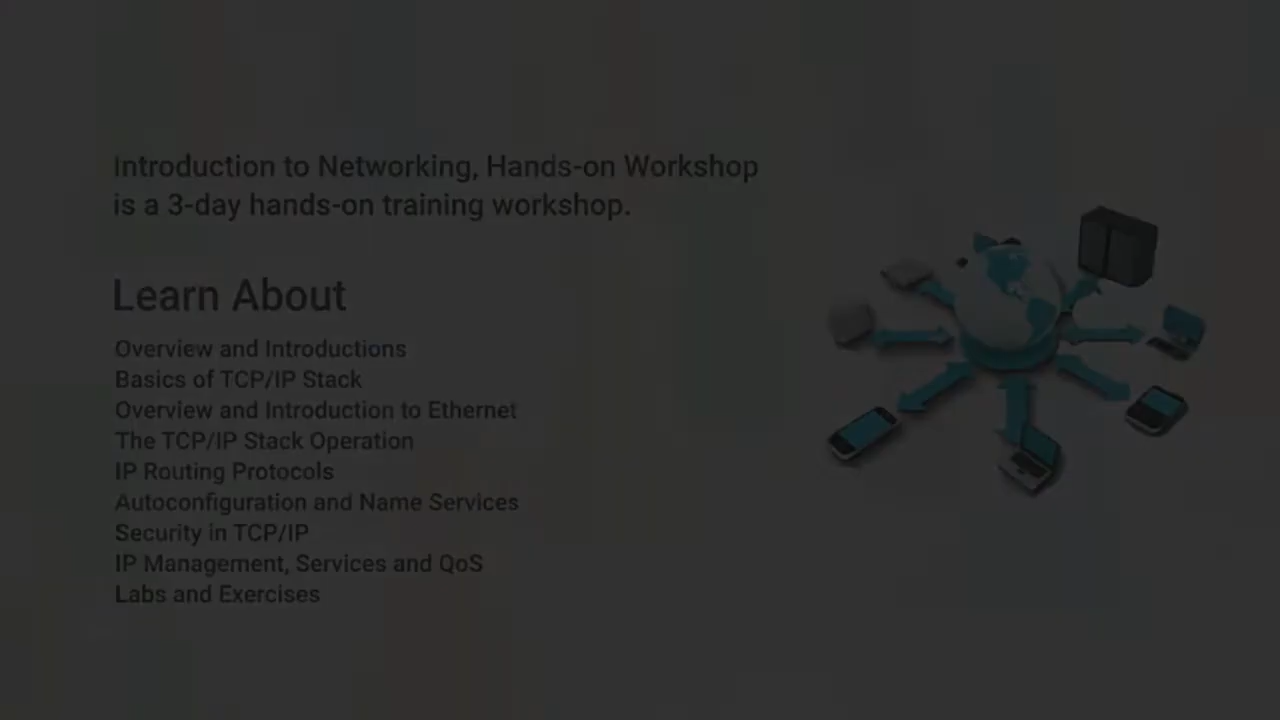 Introduction to Networking, Hands-on Workshop
is a 3-day hands-on training workshop.
Learn About
Overview and Introductions
Basics of TCP/IP Stack
Overview and Introduction to Ethernet
The TCP/IP Stack Operation
IP Routing Protocols
Autoconfiguration and Name Services
Security in TCP/IP
IP Management, Services and QoS
Labs and Exercises